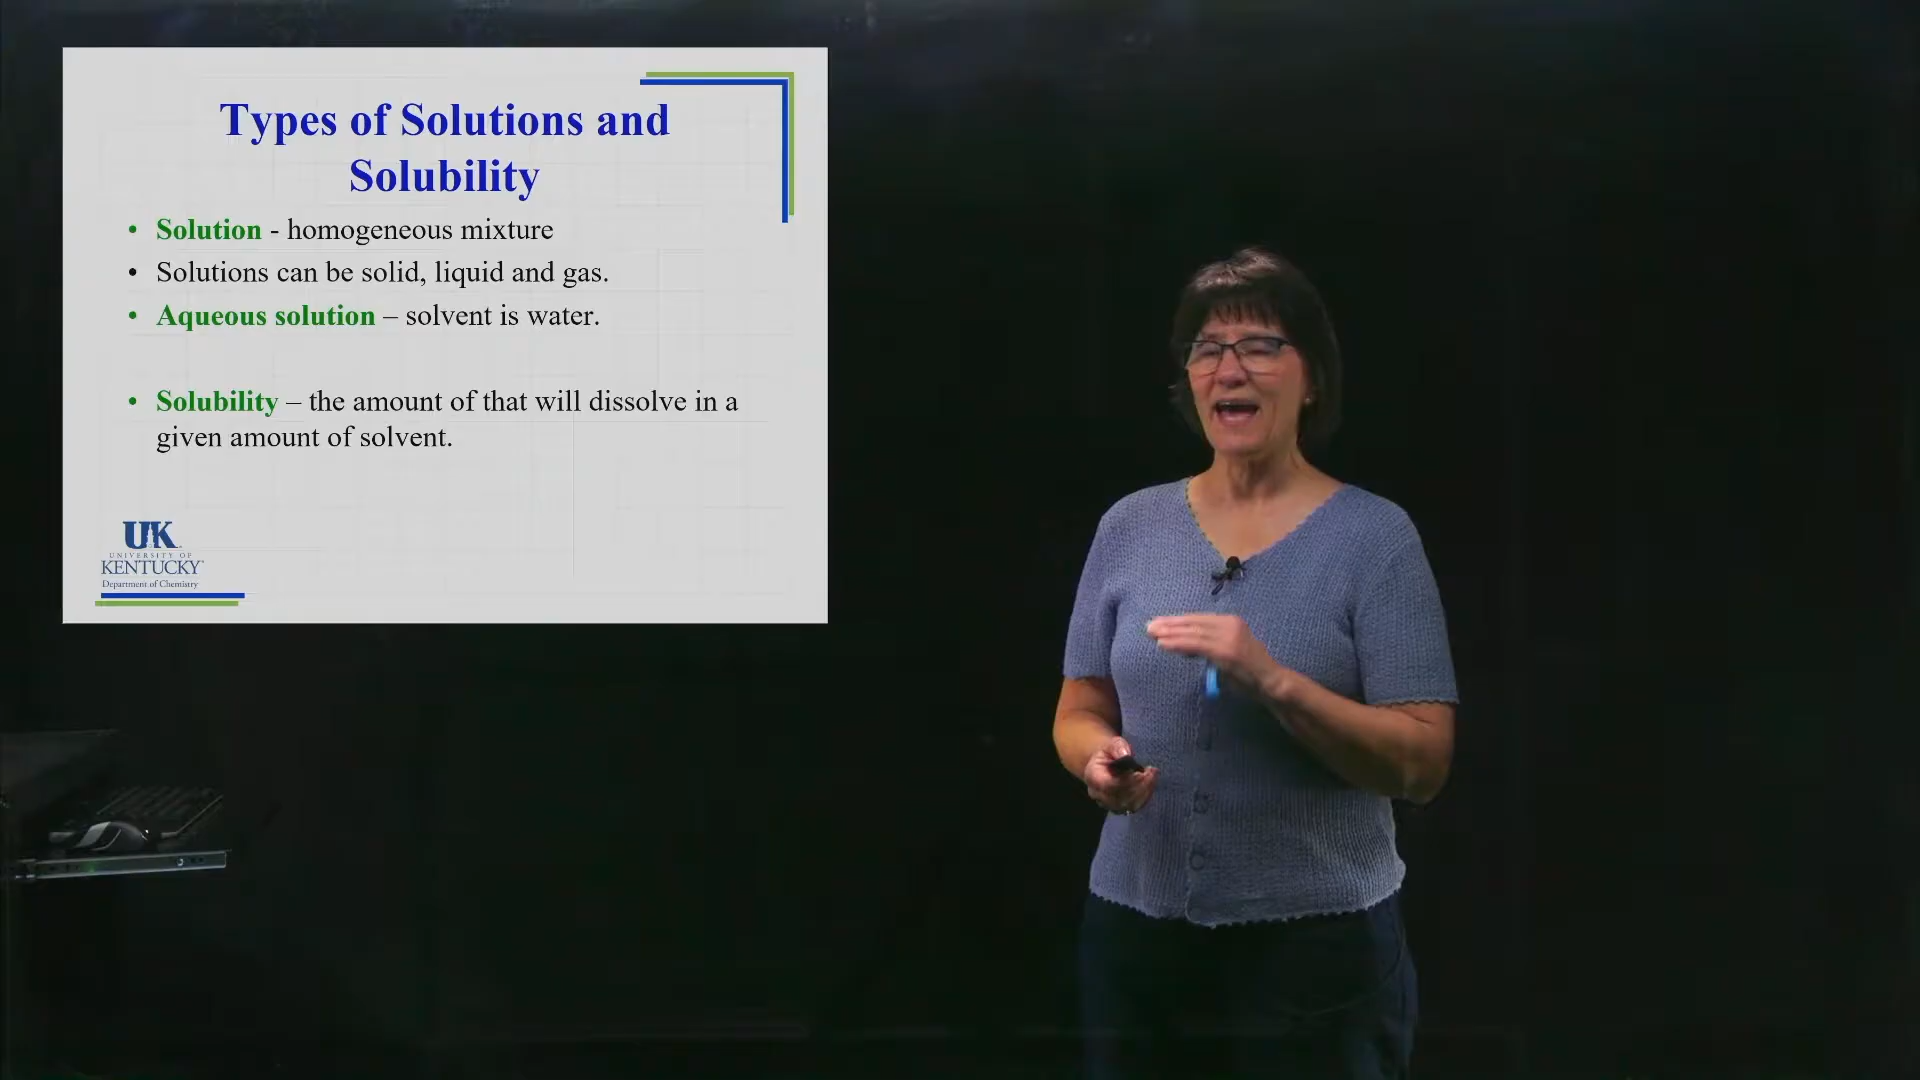 Types of Solutions and
Solubility
• Solution - homogeneous mixture
• Solutions can be solid, liquid and gas.
• Aqueous solution – solvent is water.
• Solubility – the amount of that will dissolve in a
given amount of solvent.
UK
UNIVERSITY OF
KENTUCKY
Department of Chemistry